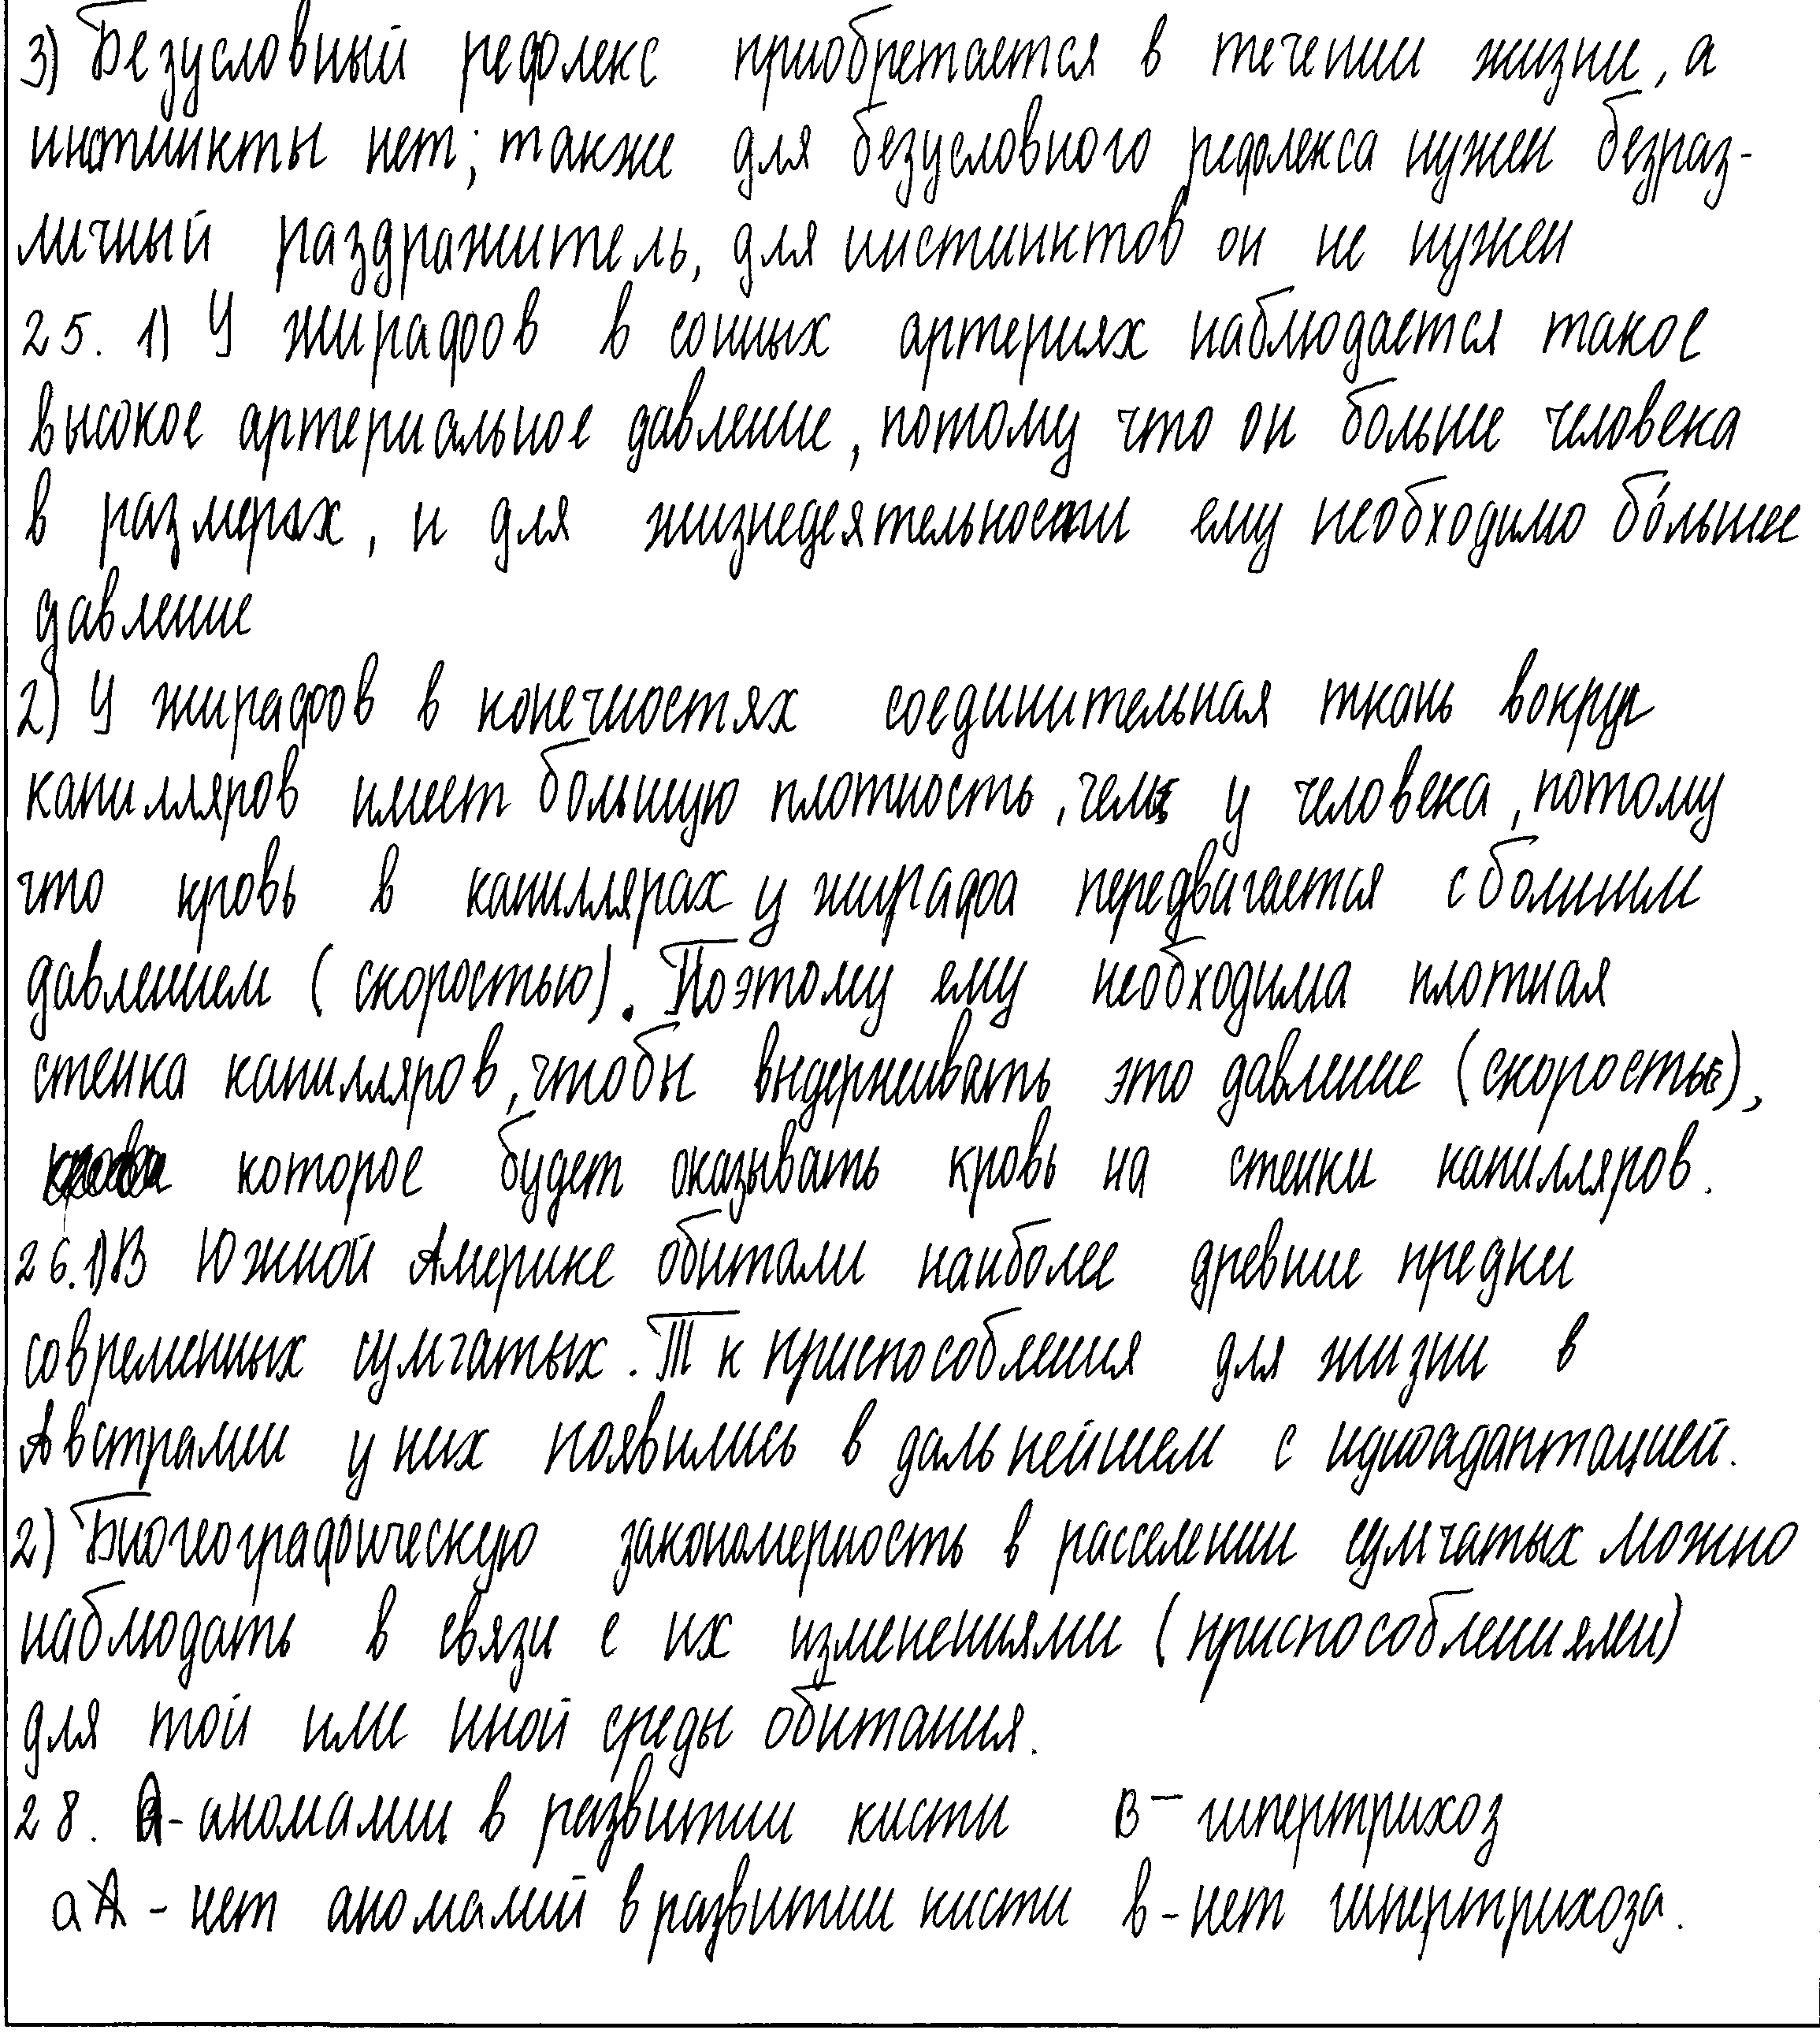 3) Безусловный рефлекс приобретается в течении жизни, а
инстинкты нет; также для безусловного рефлекса нужен безраз-
личный раздражитель, для инстинктов он не нужен
25. 1) У жирафов в сонных артериях наблюдается такое
высокое артериальное давление, потому что он больше человека
в размерах, и для жизнедеятельности ему необходимо бо́льшее
давление
2) У жирафов в конечностях соединительная ткань вокруг
капилляров имеет большую плотность, чем у человека, потому
что кровь в капиллярах у жирафа передвигается с большим
давлением (скоростью). Поэтому ему необходима плотная
стенка капилляров, чтобы выдерживать это давление (скорость),
которое будет оказывать кровь на стенки капилляров.
26. 1) В Южной Америке обитали наиболее древние предки
современных сумчатых. Т к приспособления для жизни в
Австралии у них появились в дальнейшем с идиоадаптацией.
2) Биогеографическую закономерность в расселении сумчатых можно
наблюдать в связи с их изменениями (приспособлениями)
для той или иной среды обитания.
28. А - аномалии в развитии кисти В - гипертрихоз
а - нет аномалий в развитии кисти в - нет гипертрихоза.